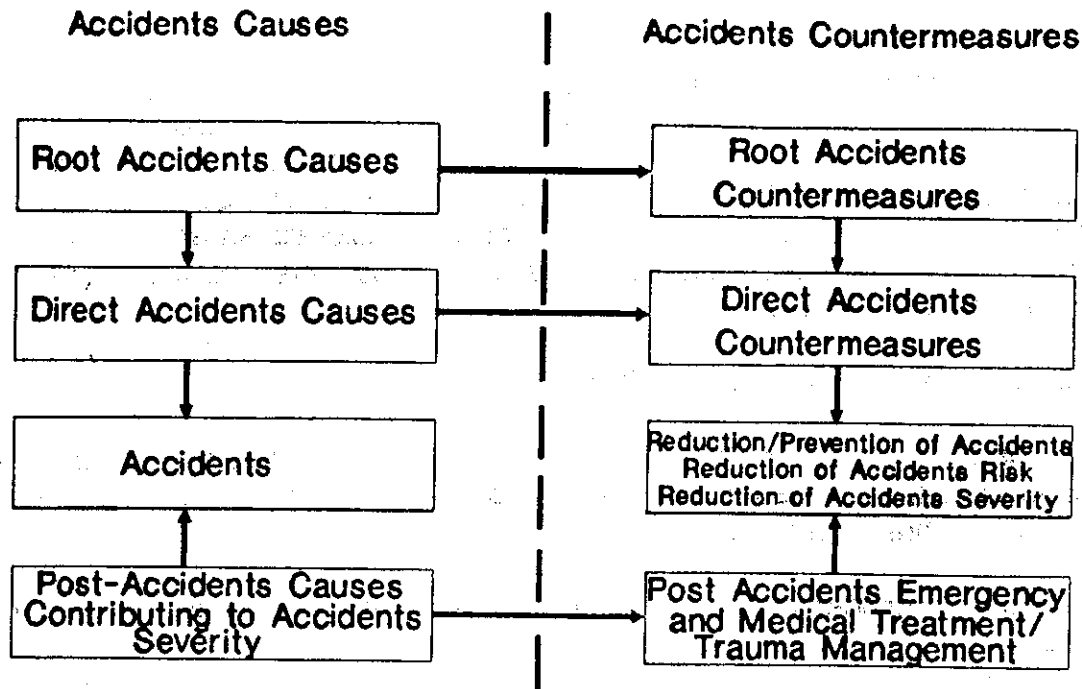 Accidents Causes
Accidents Countermeasures
Root Accidents Causes
Root Accidents
Countermeasures
Direct Accidents Causes
Direct Accidents
Countermeasures
Accidents
Reduction/Prevention of Accidents
Reduction of Accidents Risk
Reduction of Accidents Severity
Post-Accidents Causes
Contributing to Accidents
Severity
Post Accidents Emergency
and Medical Treatment/
Trauma Management